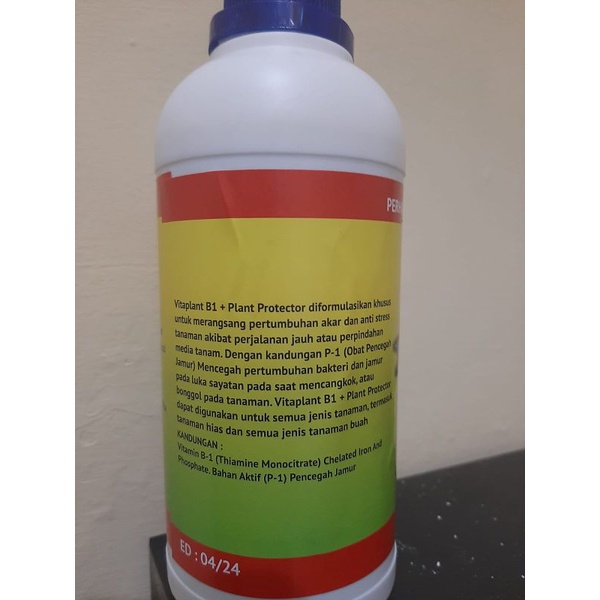 PER
Vitaplant B1 + Plant Protector diformulasikan khusus
untuk merangsang pertumbuhan akar dan anti stress
tanaman akibat perjalanan jauh atau perpindahan
media tanam. Dengan kandungan P-1 (Obat Pencegah
Jamur) Mencegah pertumbuhan bakteri dan jamur
pada luka sayatan pada saat mencangkok, atau
bonggol pada tanaman. Vitaplant B1 + Plant Protector
dapat digunakan untuk semua jenis tanaman, termasuk
tanaman hias dan semua jenis tanaman buah
KANDUNGAN :
Vitamin B-1 (Thiamine Monocitrate) Chelated Iron And
Phosphate. Bahan Aktif (P-1) Pencegah Jamur
ED : 04/24